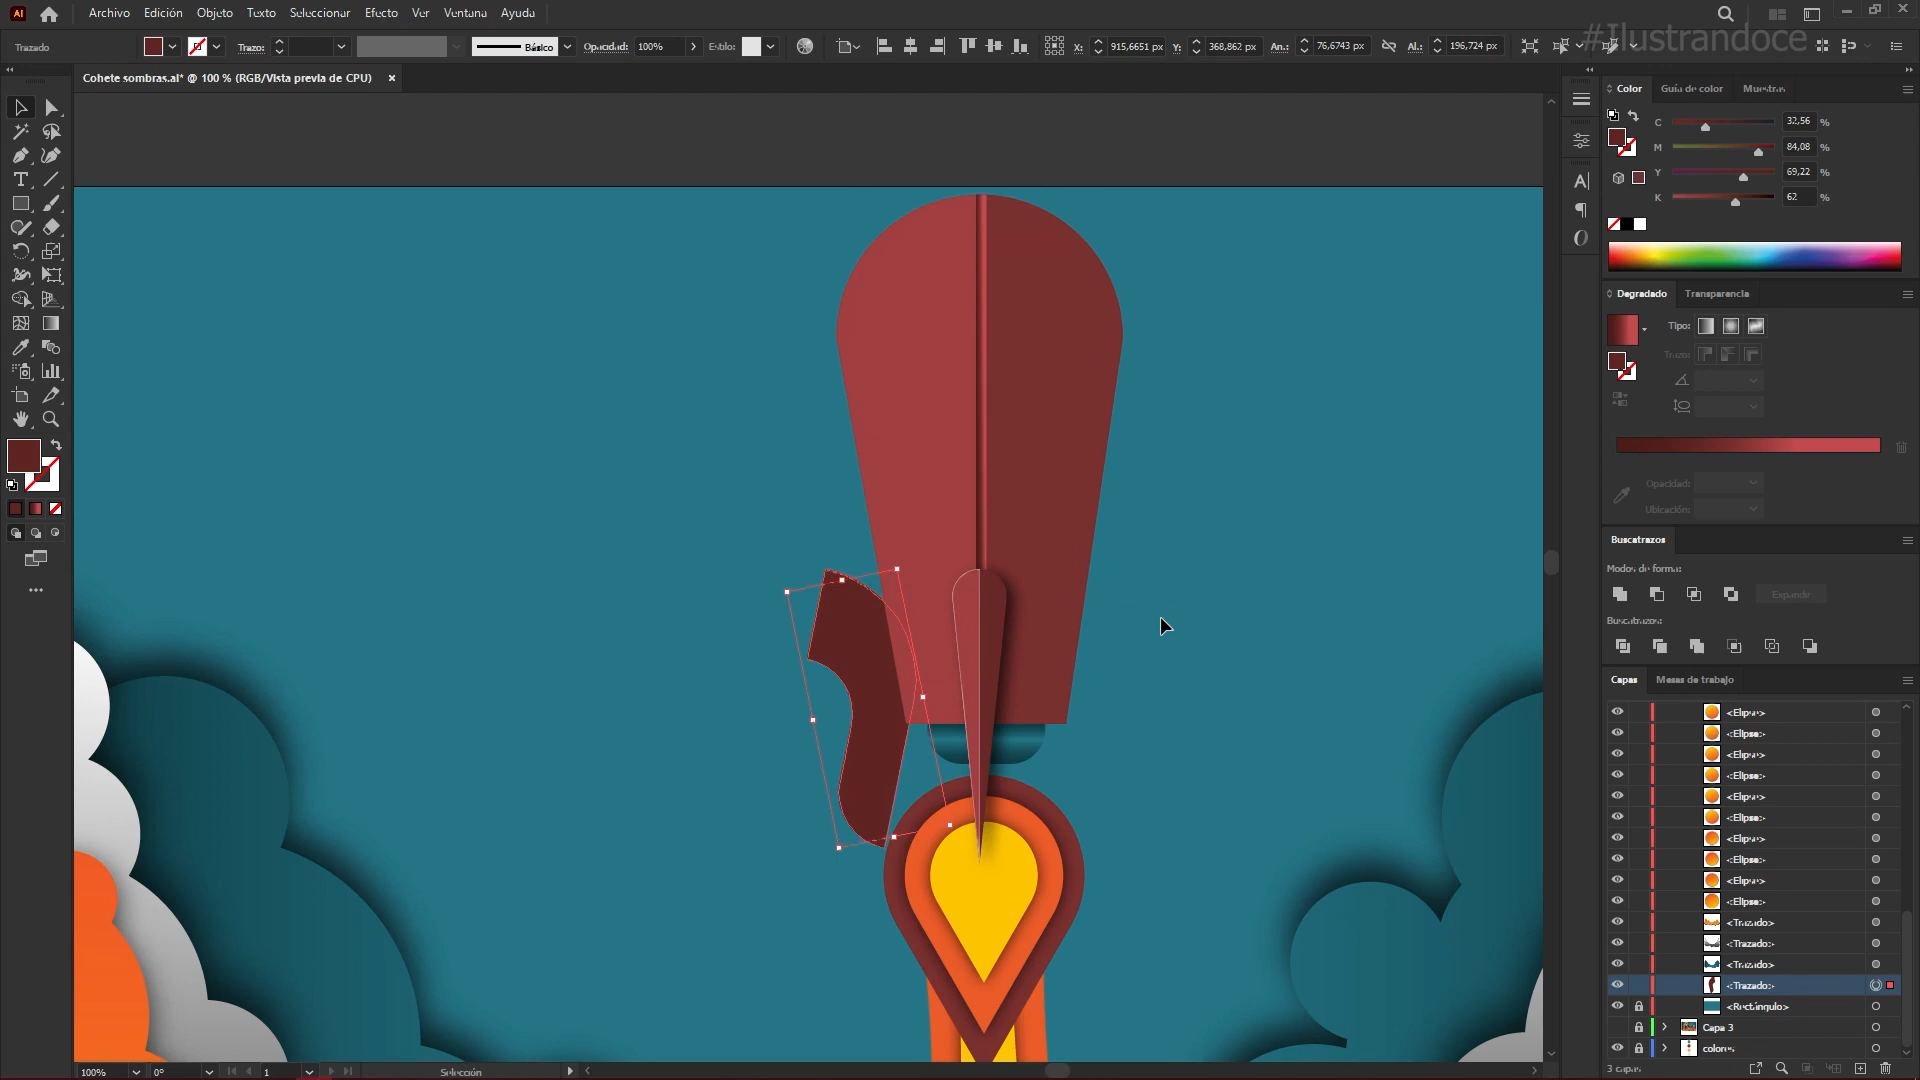 Ai Archivo Edición Objeto Texto Seleccionar Efecto Ver Ventana Ayuda
#Ilustrandoce
Trazado Trazo: Básico Opacidad: 100% Estilo: X: 915,6651 px Y: 368,862 px An.: 76,6743 px Al.: 196,724 px
Cohete sombras.ai* @ 100 % (RGB/Vista previa de CPU) ×
Color Guía de color Muestras
C 32,56 %
M 84,08 %
Y 69,22 %
K 62 %
Degradado Transparencia
Tipo:
Trazo:
Opacidad:
Ubicación:
Buscatrazos
Modos de forma:
Expandir
Buscatrazos:
Capas Mesas de trabajo
<Elipse>
<Elipse>
<Elipse>
<Elipse>
<Elipse>
<Elipse>
<Elipse>
<Elipse>
<Elipse>
<Elipse>
<Trazado>
<Trazado>
<Trazado>
<Trazado>
<Rectángulo>
Capa 3
colores
3 capas
100% 0° 1 Selección